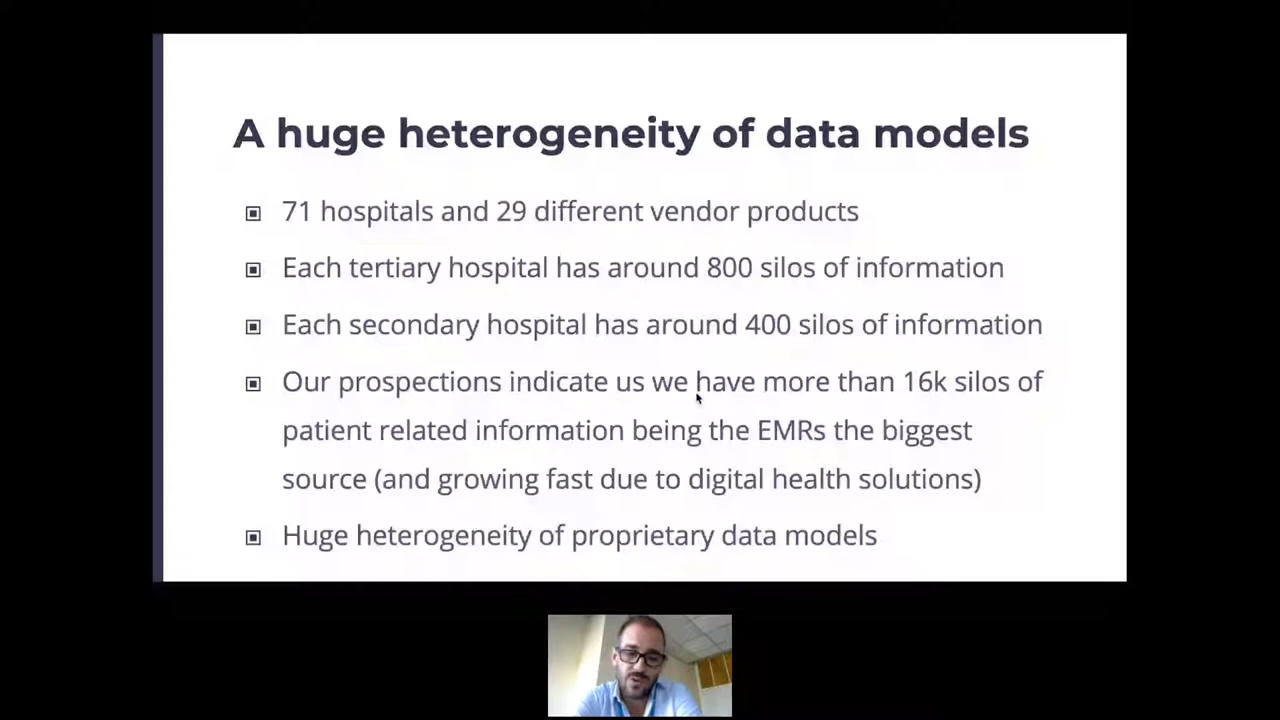 A huge heterogeneity of data models
71 hospitals and 29 different vendor products
Each tertiary hospital has around 800 silos of information
Each secondary hospital has around 400 silos of information
Our prospections indicate us we have more than 16k silos of
patient related information being the EMRs the biggest
source (and growing fast due to digital health solutions)
Huge heterogeneity of proprietary data models